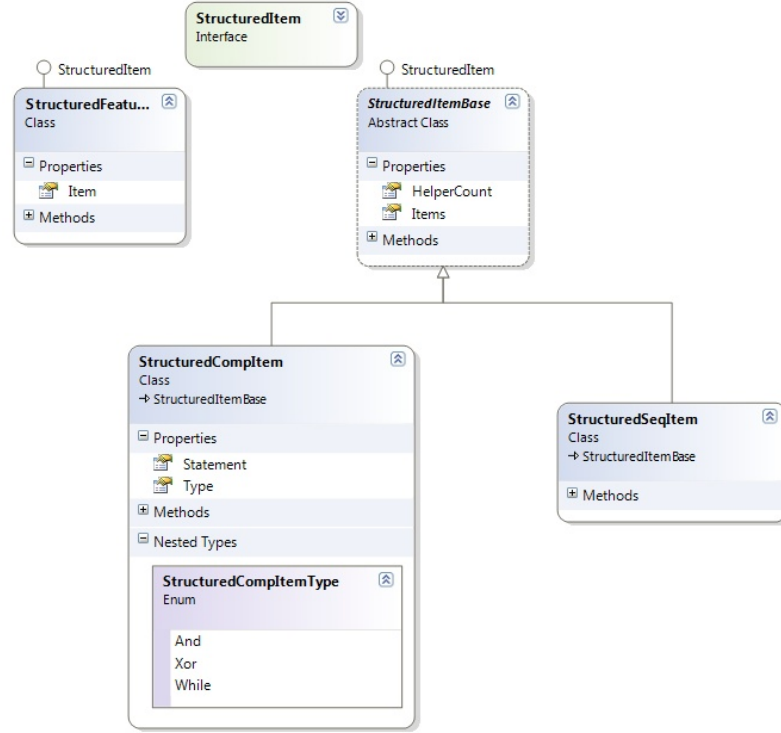 StructuredItem
Interface
StructuredItem
StructuredFeatu...
Class
Properties
Item
Methods
StructuredItem
StructuredItemBase
Abstract Class
Properties
HelperCount
Items
Methods
StructuredCompItem
Class
StructuredItemBase
Properties
Statement
Type
Methods
Nested Types
StructuredCompItemType
Enum
And
Xor
While
StructuredSeqItem
Class
StructuredItemBase
Methods